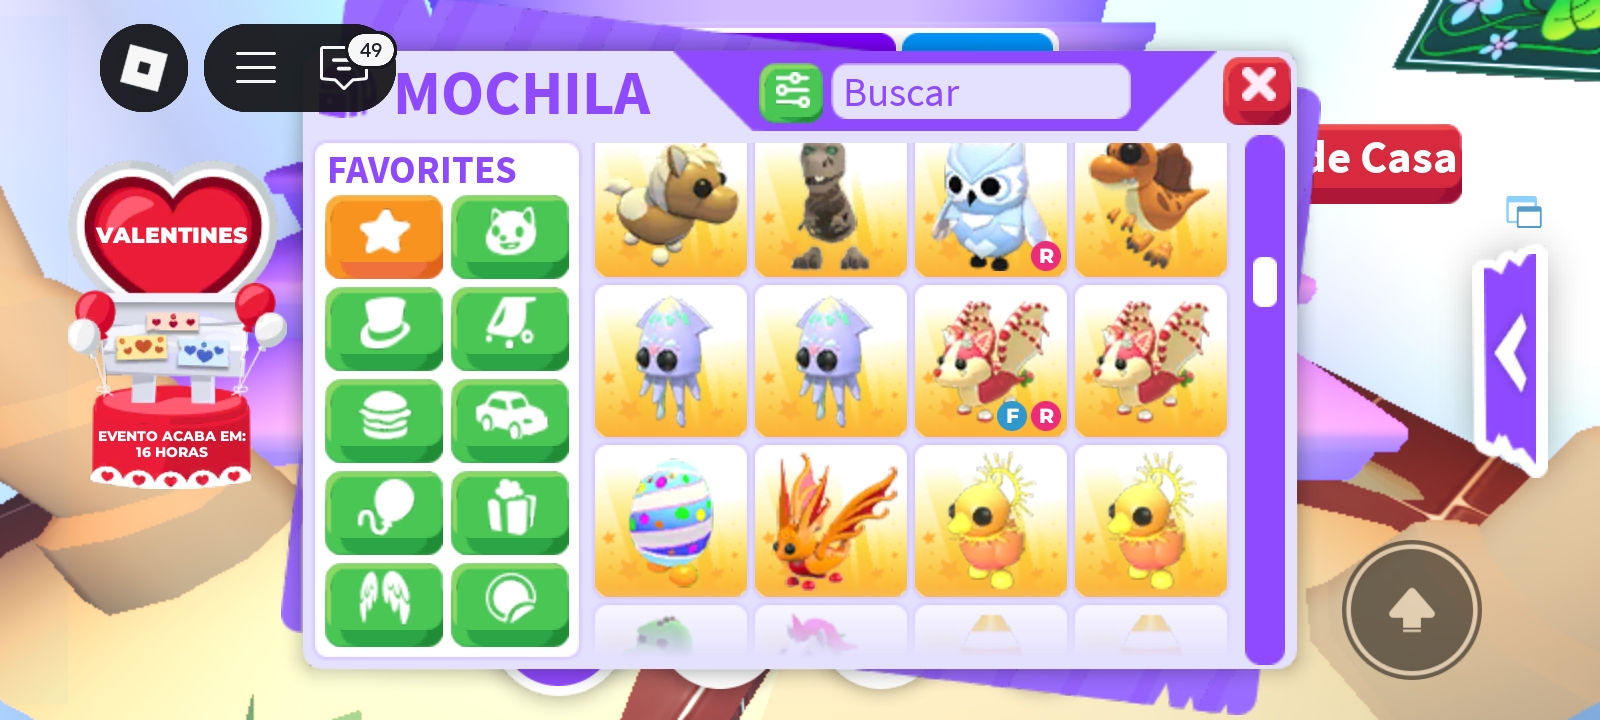 49
MOCHILA
Buscar
de Casa
FAVORITES
VALENTINES
EVENTO ACABA EM:
16 HORAS
R
F R